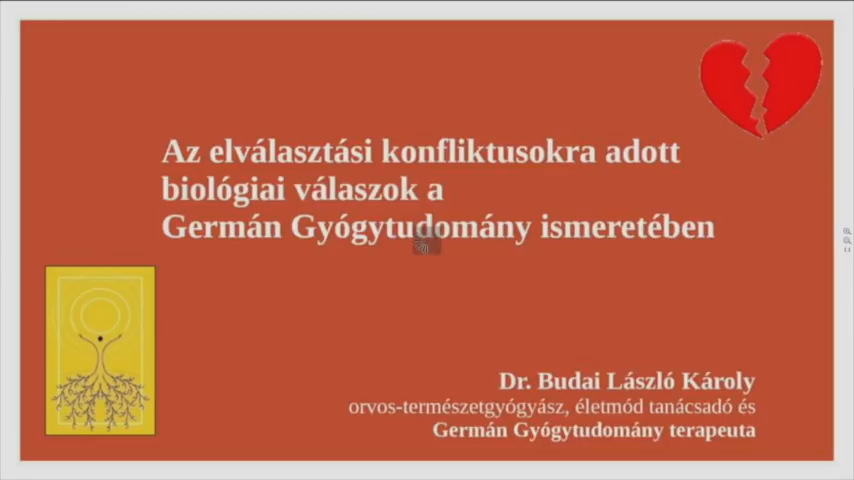 Az elválasztási konfliktusokra adott
biológiai válaszok a
Germán Gyógytudomány ismeretében
Dr. Budai László Károly
orvos-természetgyógyász, életmód tanácsadó és
Germán Gyógytudomány terapeuta